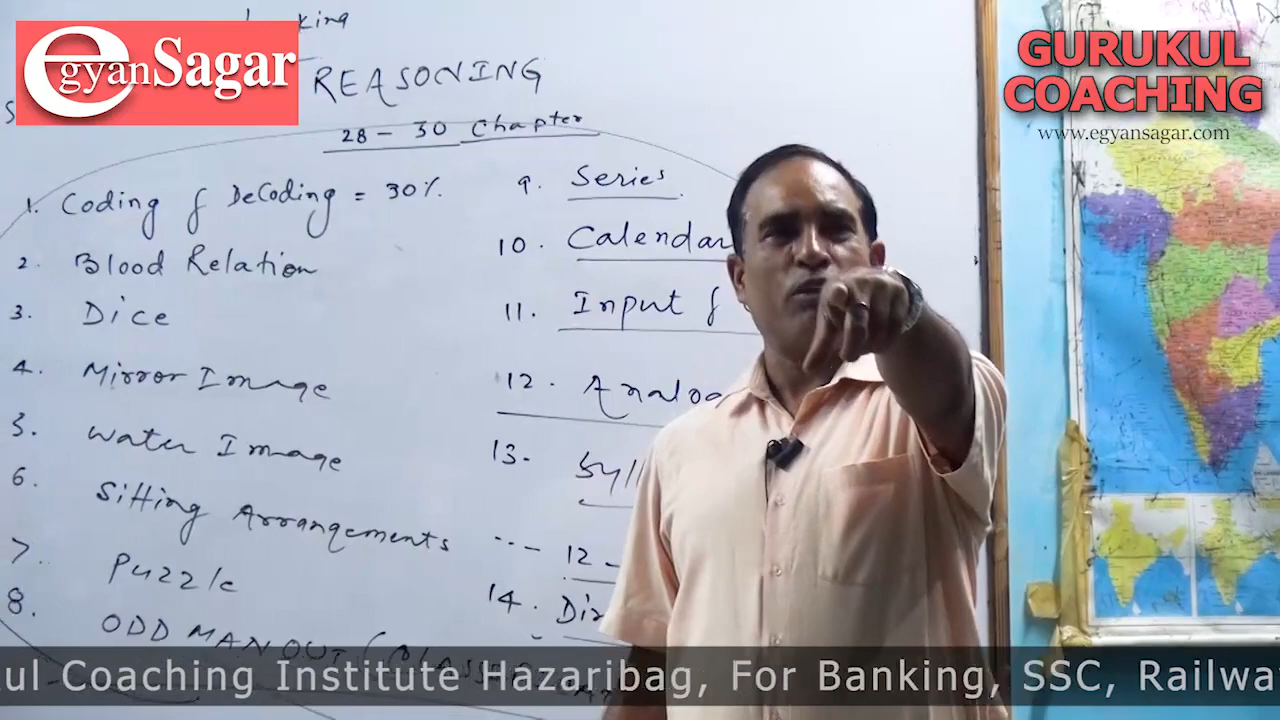 egyanSagar
GURUKUL
COACHING
www.egyansagar.com
REASONING
28 - 30 Chapter
1. Coding & DeCoding = 30%.
2. Blood Relation
3. Dice
4. Mirror Image
5. Water Image
6. Sitting Arrangements
7. Puzzle
8. ODD MAN OUT
9. Series
10. Calendar
11. Input &
12.
13.
12
14.
ul Coaching Institute Hazaribag, For Banking, SSC, Railwa